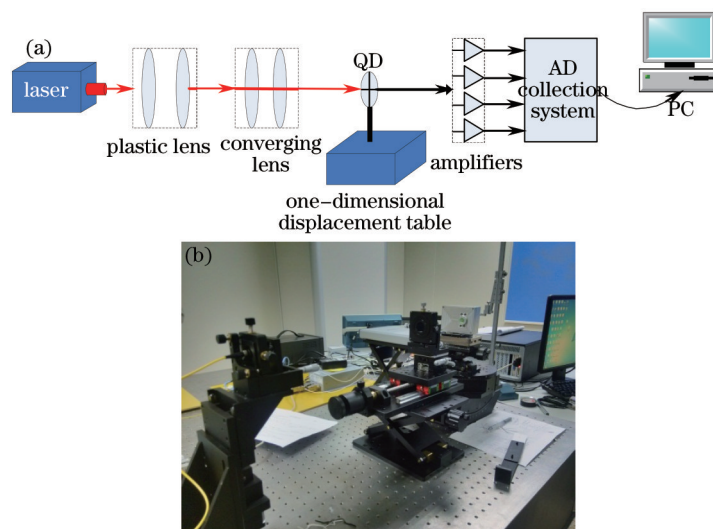 (a)
laser
plastic lens
converging
lens
QD
one-dimensional
displacement table
amplifiers
AD
collection
system
PC
(b)